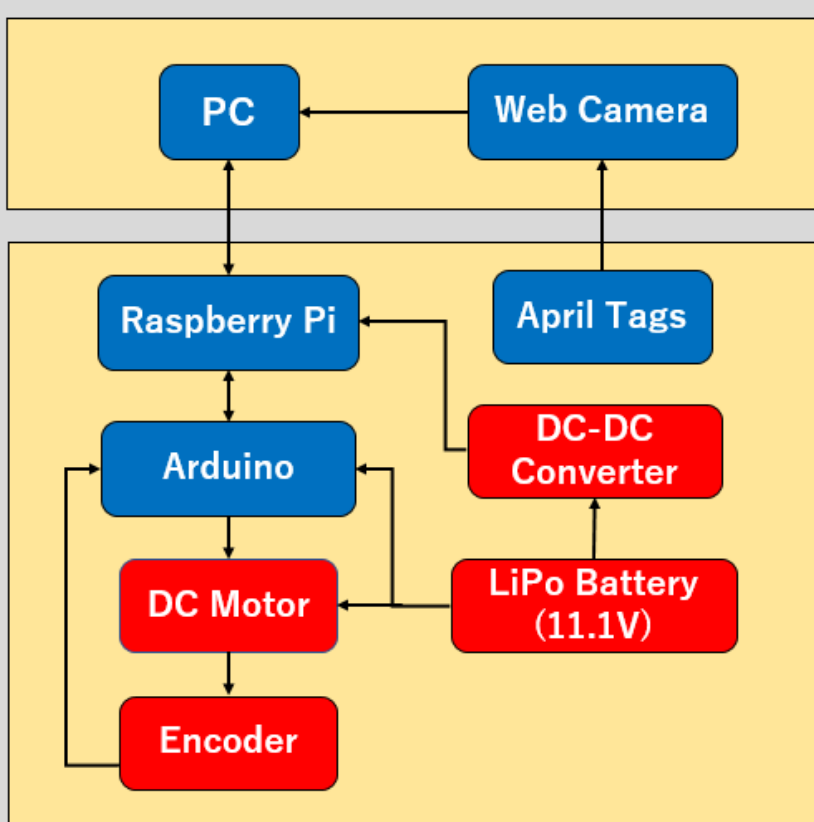 PC
Web Camera
Raspberry Pi
April Tags
Arduino
DC-DC
Converter
DC Motor
LiPo Battery
(11.1V)
Encoder